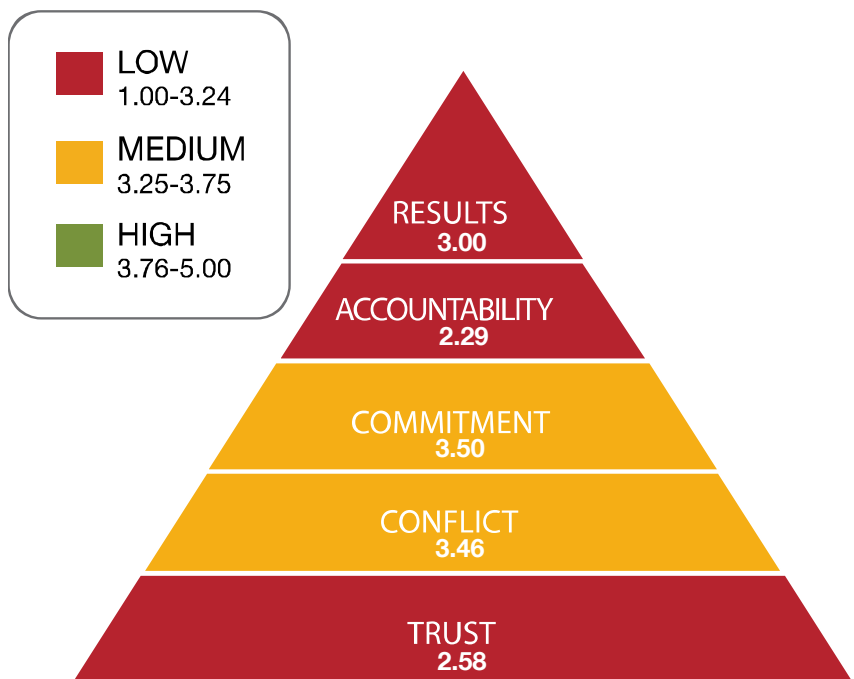 LOW
1.00-3.24
MEDIUM
3.25-3.75
HIGH
3.76-5.00
RESULTS
3.00
ACCOUNTABILITY
2.29
COMMITMENT
3.50
CONFLICT
3.46
TRUST
2.58